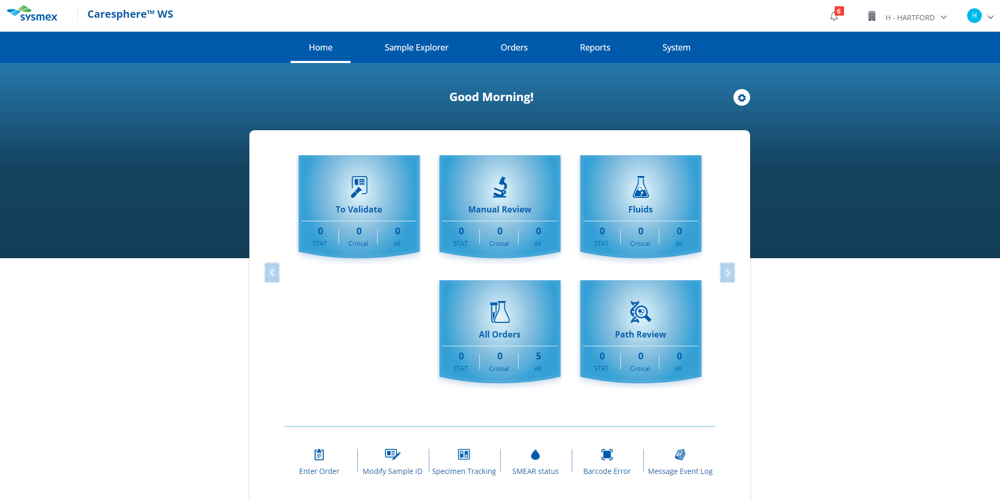 sysmex
Caresphere™ WS
6
H - HARTFORD
H
Home
Sample Explorer
Orders
Reports
System
Good Morning!
To Validate
0 0 0
STAT Critical All
Manual Review
0 0 0
STAT Critical All
Fluids
0 0 0
STAT Critical All
All Orders
0 0 5
STAT Critical All
Path Review
0 0 0
STAT Critical All
Enter Order
Modify Sample ID
Specimen Tracking
SMEAR status
Barcode Error
Message Event Log